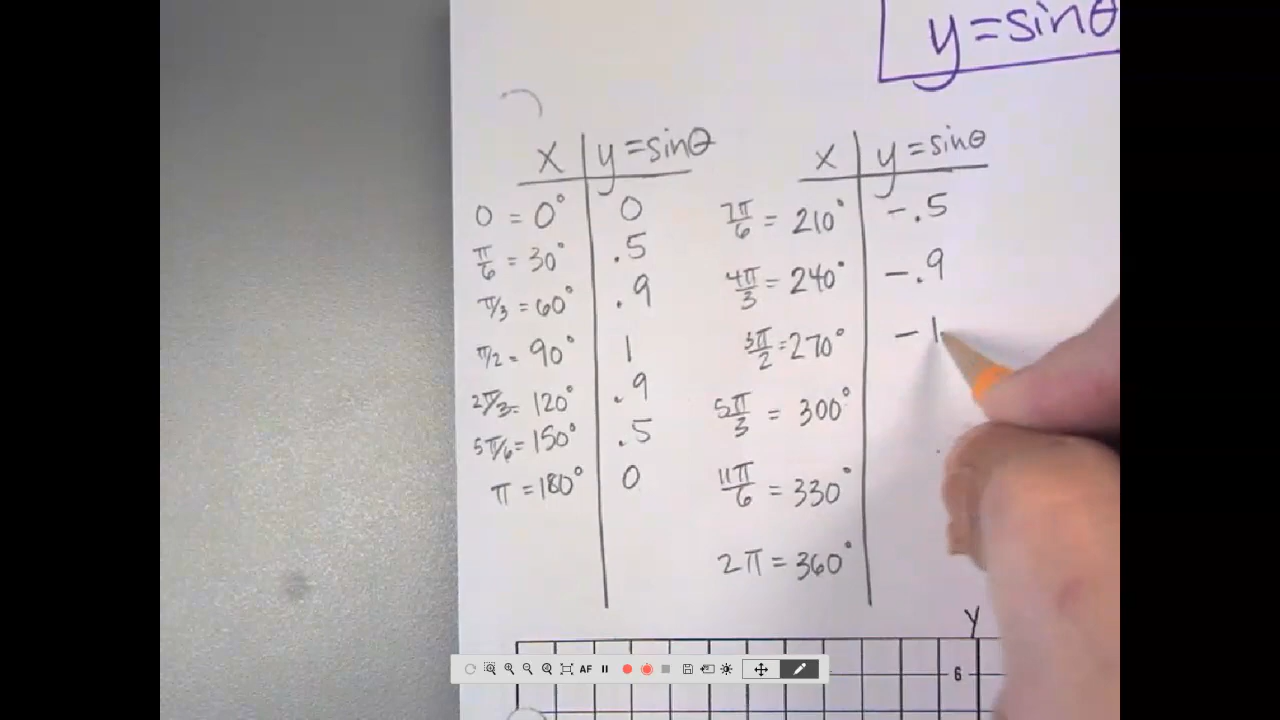 y=sinθ
x y=sinθ
0 = 0° 0
π/6 = 30° .5
π/3 = 60° .9
π/2 = 90° 1
2π/3= 120° .9
5π/6= 150° .5
π = 180° 0
x y=sinθ
7π/6 = 210° -.5
4π/3 = 240° -.9
3π/2 = 270° -1
5π/3 = 300°
11π/6 = 330°
2π = 360°
y
6
AF